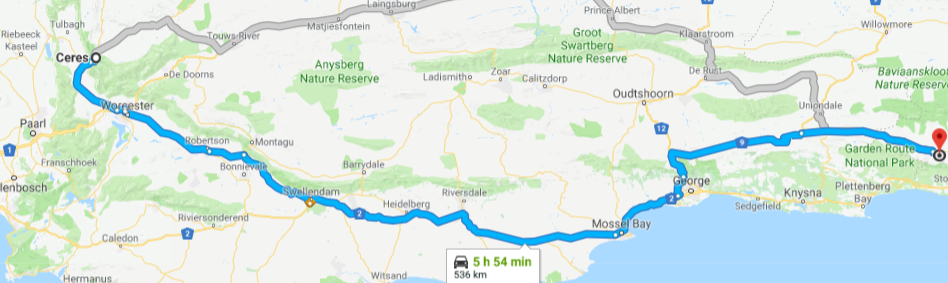 Laingsburg
Prince Albert
Tulbagh
Matjiesfontein
Willowmore
Riebeeck
Kasteel
Touws River
Groot
Swartberg
Nature Reserve
Klaarstroom
Ceres
De Doorns
Anysberg
Nature Reserve
Ladismith
Zoar
Calitzdorp
De Rust
Baviaanskloof
Nature Reserve
Oudtshoorn
Uniondale
Worcester
Paarl
12
1
Robertson
Montagu
9
Garden Route
National Park
Franschhoek
Bonnievale
Barrydale
George
Sto
lenbosch
Swellendam
Riversdale
Knysna
Plettenberg
Bay
2
Sedgefield
Heidelberg
2
Riviersonderend
Mossel Bay
2
Caledon
5 h 54 min
536 km
Witsand
Hermanus